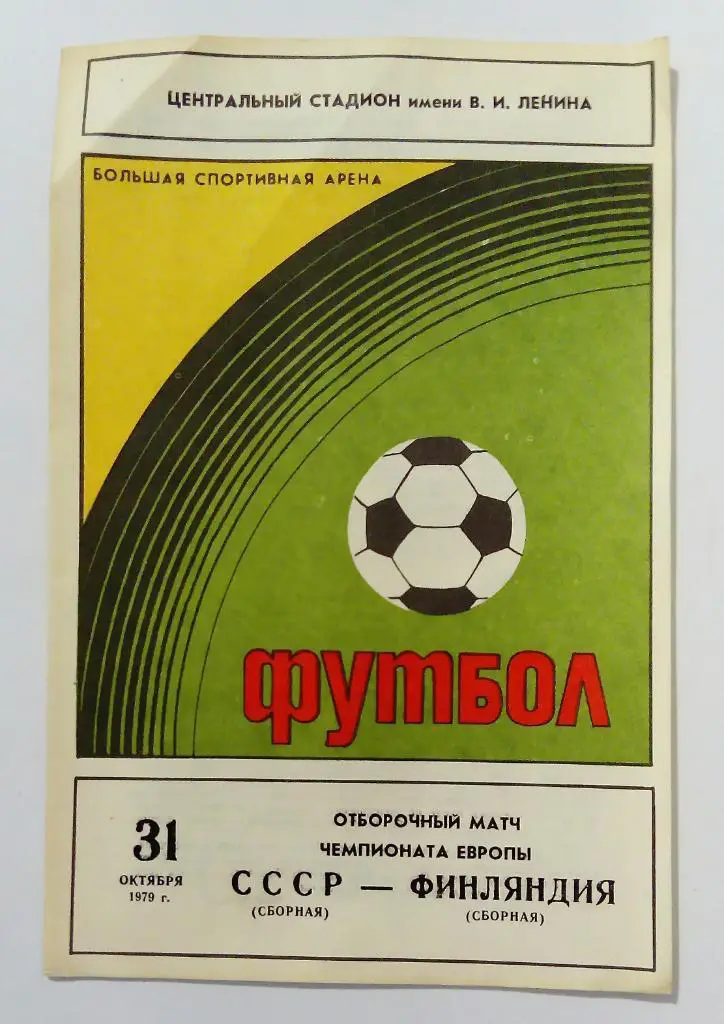 ЦЕНТРАЛЬНЫЙ СТАДИОН имени В. И. ЛЕНИНА
БОЛЬШАЯ СПОРТИВНАЯ АРЕНА
ФУТБОЛ
31
ОКТЯБРЯ
1979 г.
ОТБОРОЧНЫЙ МАТЧ
ЧЕМПИОНАТА ЕВРОПЫ
СССР — ФИНЛЯНДИЯ
(СБОРНАЯ) (СБОРНАЯ)